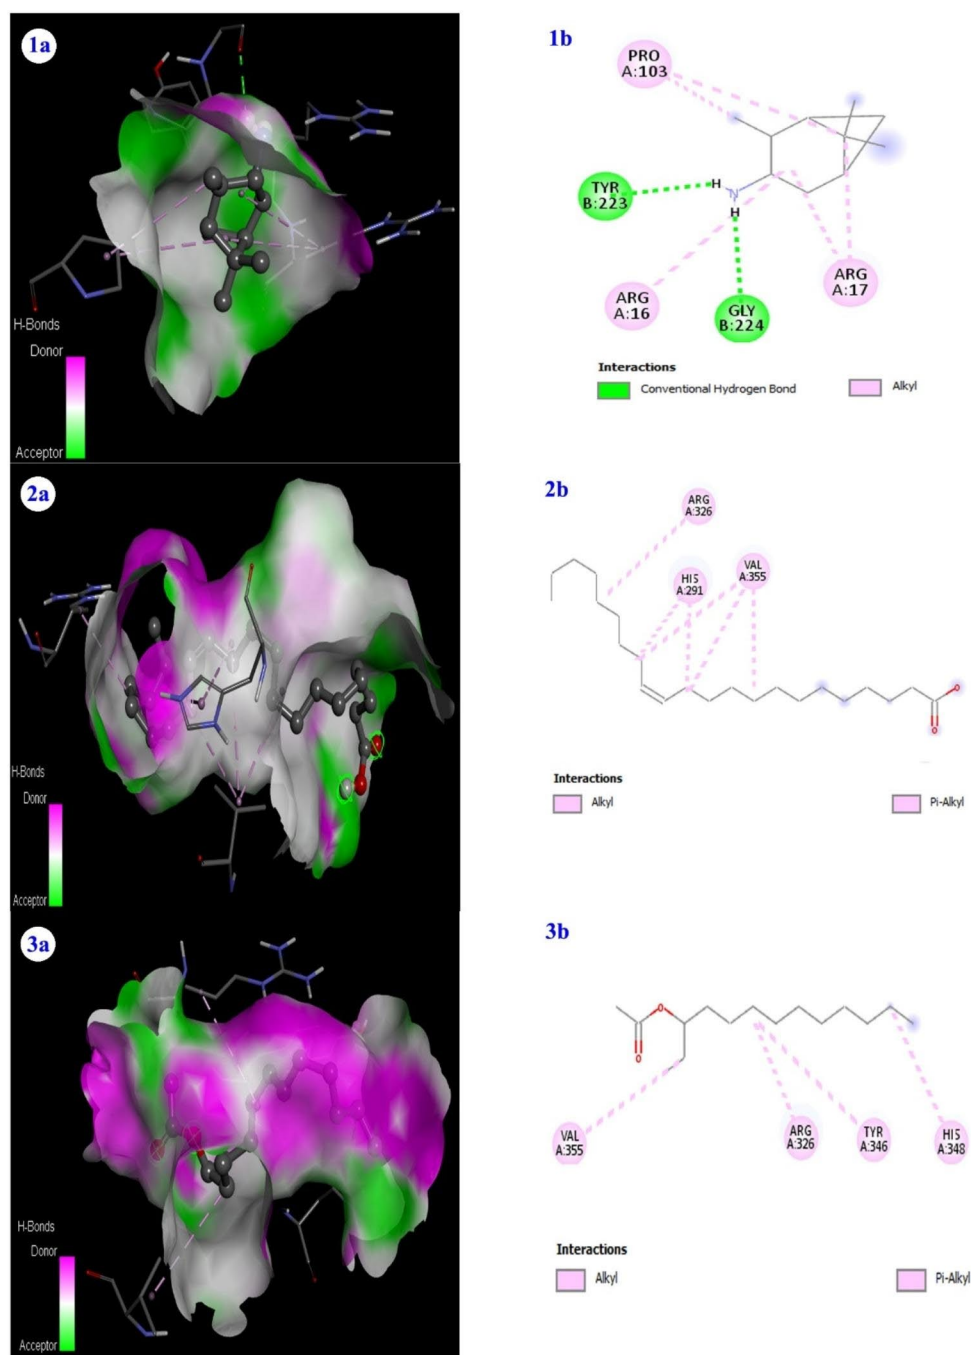 1a
H-Bonds
Donor
Acceptor
1b
PRO
A:103
TYR
B:223
H
N
H
ARG
A:16
GLY
B:224
ARG
A:17
Interactions
Conventional Hydrogen Bond
Alkyl
2a
H-Bonds
Donor
Acceptor
2b
ARG
A:326
HIS
A:291
VAL
A:355
O
O
Interactions
Alkyl
Pi-Alkyl
3a
H-Bonds
Donor
Acceptor
3b
O
O
VAL
A:355
ARG
A:326
TYR
A:346
HIS
A:348
Interactions
Alkyl
Pi-Alkyl